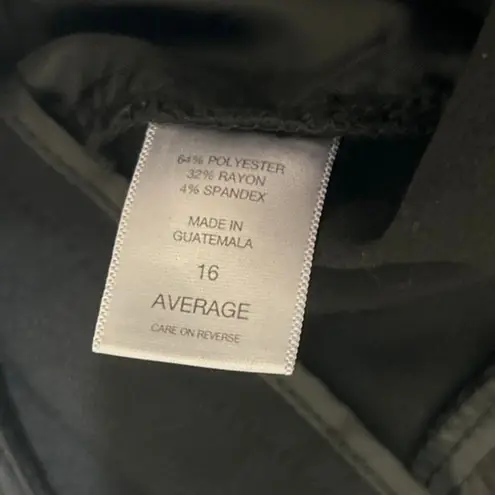 64% POLYESTER
32% RAYON
4% SPANDEX
MADE IN
GUATEMALA
16
AVERAGE
CARE ON REVERSE